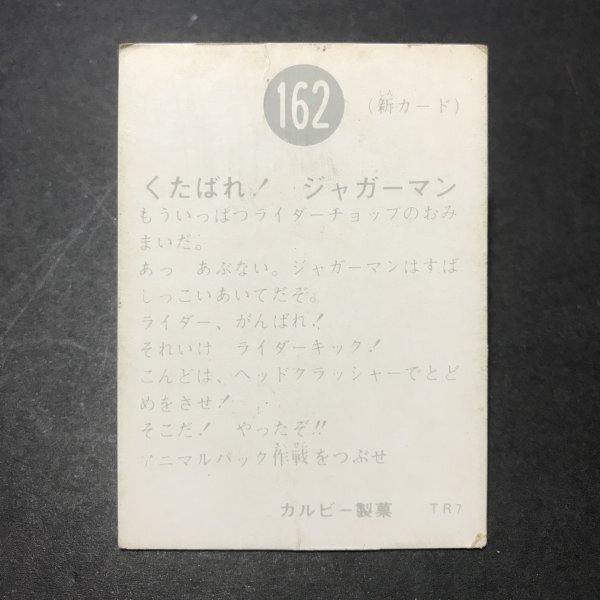 162
(新カード)
くたばれ! ジャガーマン
もういっぱつライダーチョップのおみ
まいだ。
あっ あぶない。ジャガーマンはすば
しっこいあいてだぞ。
ライダー、がんばれ!
それいけ ライダーキック!
こんどは、ヘッドクラッシャーでとど
めをさせ!
そこだ! やったぞ!!
アニマルパック作戦をつぶせ
カルビー製菓 TR7